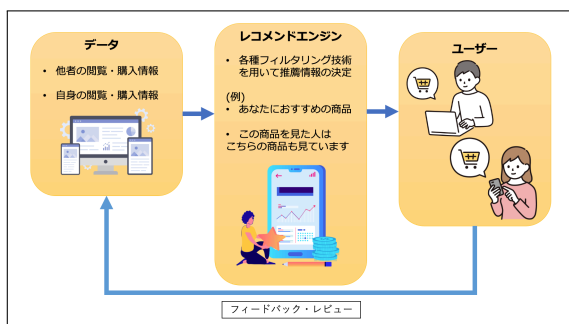 データ
• 他者の閲覧・購入情報
• 自身の閲覧・購入情報
レコメンドエンジン
• 各種フィルタリング技術
を用いて推薦情報の決定
(例)
• あなたにおすすめの商品
• この商品を見た人は
こちらの商品も見ています
ユーザー
フィードバック・レビュー